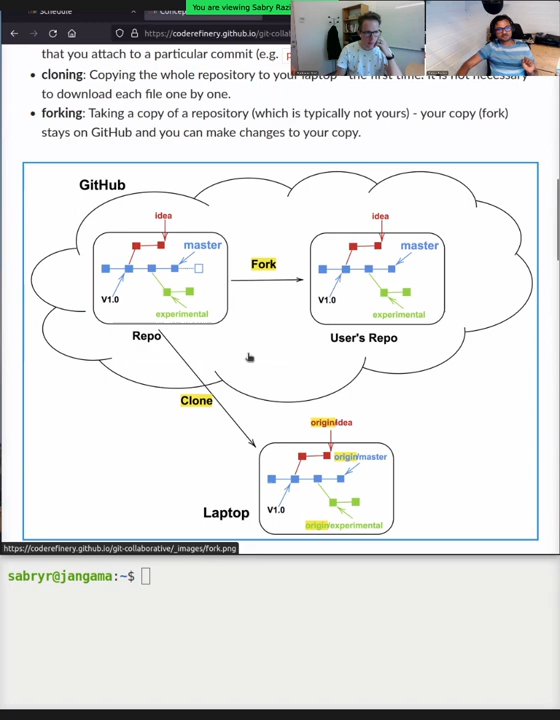 You are viewing Sabry Razi
Schedule
Concep
https://coderefinery.github.io/git-collab
that you attach to a particular commit (e.g.
• cloning: Copying the whole repository to your laptop - the first time. It is not necessary
to download each file one by one.
• forking: Taking a copy of a repository (which is typically not yours) - your copy (fork)
stays on GitHub and you can make changes to your copy.
GitHub
idea
master
V1.0
experimental
Repo
Fork
idea
master
V1.0
experimental
User's Repo
Clone
origin/idea
origin/master
V1.0
origin/experimental
Laptop
https://coderefinery.github.io/git-collaborative/_images/fork.png
sabryr@jangama:~$